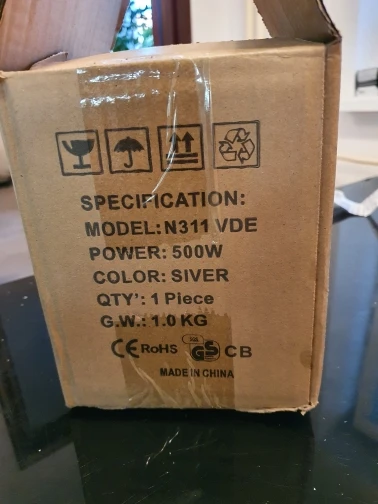 SPECIFICATION:
MODEL: N311 VDE
POWER: 500W
COLOR: SIVER
QTY': 1 Piece
G.W.: 1.0 KG
CE RoHS GS CB
MADE IN CHINA